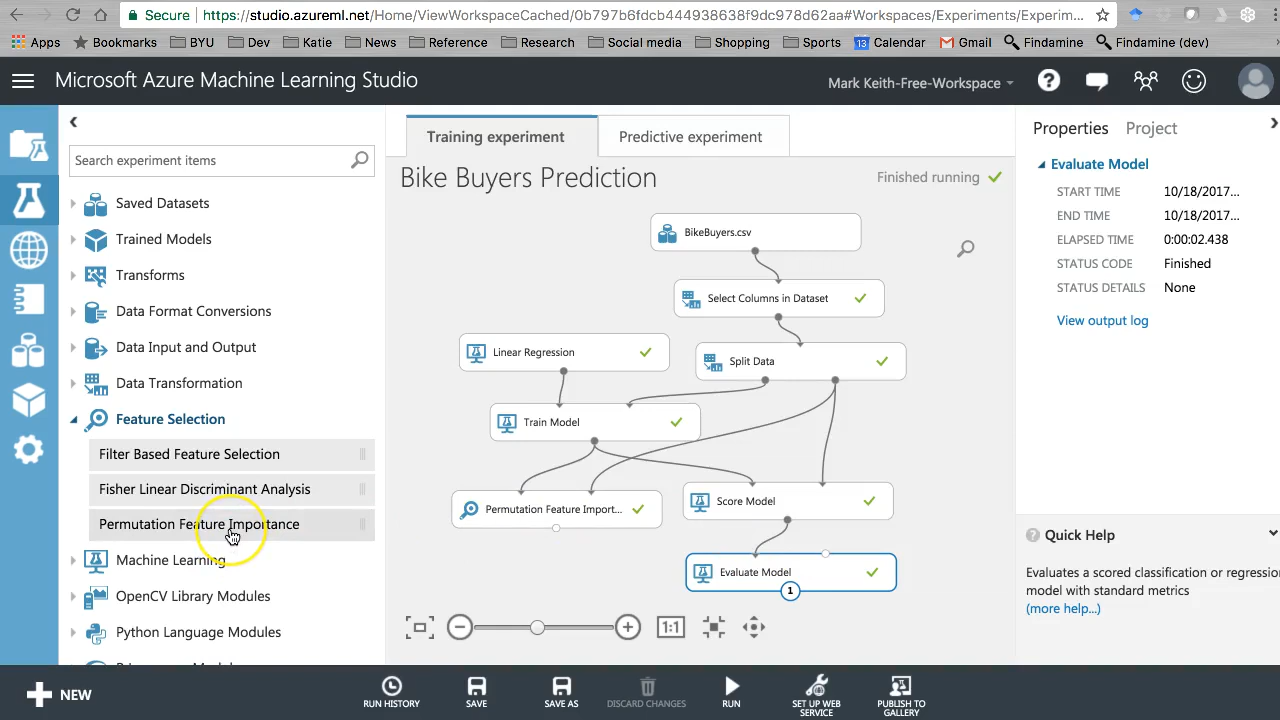 Secure
https://studio.azureml.net/Home/ViewWorkspaceCached/0b797b6fdcb444938638f9dc978d62aa#Workspaces/Experiments/Experim...
Apps Bookmarks BYU Dev Katie News Reference Research Social media Shopping Sports 13 Calendar Gmail Findamine Findamine (dev)
Microsoft Azure Machine Learning Studio
Mark Keith-Free-Workspace
?
Search experiment items
Saved Datasets
Trained Models
Transforms
Data Format Conversions
Data Input and Output
Data Transformation
Feature Selection
Filter Based Feature Selection
Fisher Linear Discriminant Analysis
Permutation Feature Importance
Machine Learning
OpenCV Library Modules
Python Language Modules
Training experiment
Predictive experiment
Bike Buyers Prediction
Finished running
BikeBuyers.csv
Select Columns in Dataset
Linear Regression
Split Data
Train Model
Permutation Feature Import...
Score Model
Evaluate Model
1
1:1
Properties Project
Evaluate Model
START TIME 10/18/2017...
END TIME 10/18/2017...
ELAPSED TIME 0:00:02.438
STATUS CODE Finished
STATUS DETAILS None
View output log
? Quick Help
Evaluates a scored classification or regressio
model with standard metrics
(more help...)
NEW
RUN HISTORY
SAVE
SAVE AS
DISCARD CHANGES
RUN
SET UP WEB
SERVICE
PUBLISH TO
GALLERY